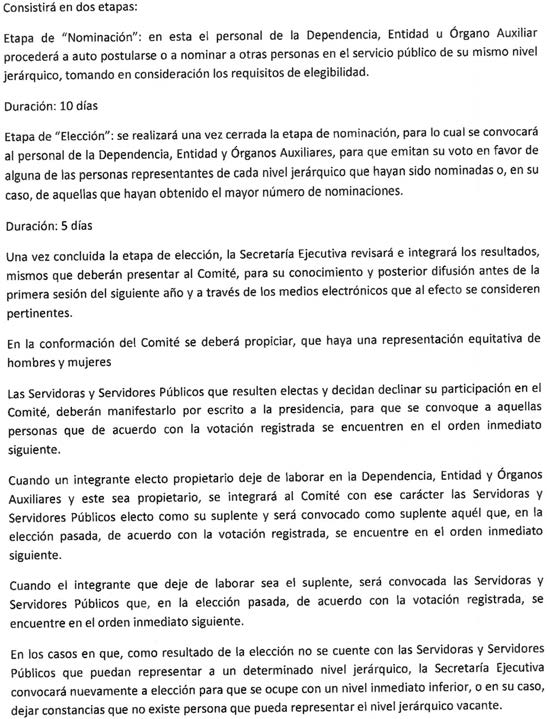 Consistirá en dos etapas:
Etapa de "Nominación": en esta el personal de la Dependencia, Entidad u Órgano Auxiliar
procederá a auto postularse o a nominar a otras personas en el servicio público de su mismo nivel
jerárquico, tomando en consideración los requisitos de elegibilidad.
Duración: 10 días
Etapa de "Elección": se realizará una vez cerrada la etapa de nominación, para lo cual se convocará
al personal de la Dependencia, Entidad y Órganos Auxiliares, para que emitan su voto en favor de
alguna de las personas representantes de cada nivel jerárquico que hayan sido nominadas o, en su
caso, de aquellas que hayan obtenido el mayor número de nominaciones.
Duración: 5 días
Una vez concluida la etapa de elección, la Secretaría Ejecutiva revisará e integrará los resultados,
mismos que deberán presentar al Comité, para su conocimiento y posterior difusión antes de la
primera sesión del siguiente año y a través de los medios electrónicos que al efecto se consideren
pertinentes.
En la conformación del Comité se deberá propiciar, que haya una representación equitativa de
hombres y mujeres
Las Servidoras y Servidores Públicos que resulten electas y decidan declinar su participación en el
Comité, deberán manifestarlo por escrito a la presidencia, para que se convoque a aquellas
personas que de acuerdo con la votación registrada se encuentren en el orden inmediato
siguiente.
Cuando un integrante electo propietario deje de laborar en la Dependencia, Entidad y Órganos
Auxiliares y este sea propietario, se integrará al Comité con ese carácter las Servidoras y
Servidores Públicos electo como su suplente y será convocado como suplente aquél que, en la
elección pasada, de acuerdo con la votación registrada, se encuentre en el orden inmediato
siguiente.
Cuando el integrante que deje de laborar sea el suplente, será convocada las Servidoras y
Servidores Públicos que, en la elección pasada, de acuerdo con la votación registrada, se
encuentre en el orden inmediato siguiente.
En los casos en que, como resultado de la elección no se cuente con las Servidoras y Servidores
Públicos que puedan representar a un determinado nivel jerárquico, la Secretaría Ejecutiva
convocará nuevamente a elección para que se ocupe con un nivel inmediato inferior, o en su caso,
dejar constancias que no existe persona que pueda representar el nivel jerárquico vacante.